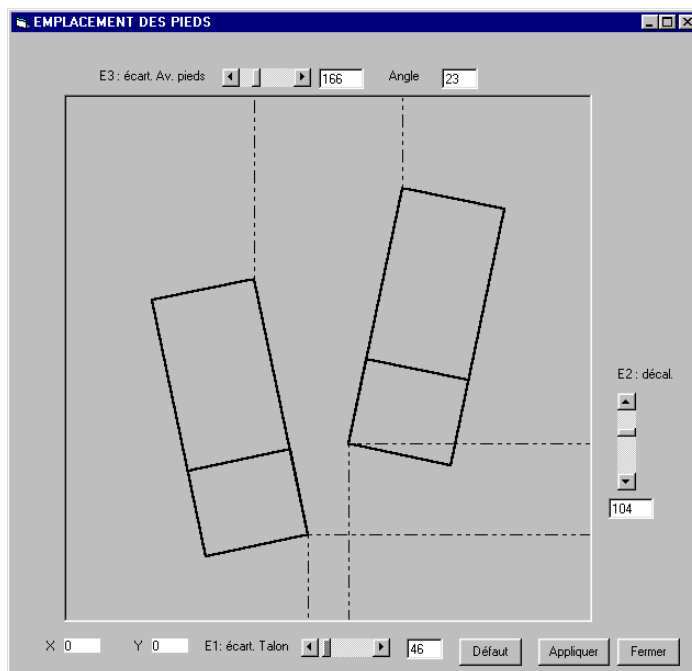 EMPLACEMENT DES PIEDS
E3 : écart. Av. pieds 166 Angle 23
E2 : décal.
104
X 0 Y 0 E1: écart. Talon 46 Défaut Appliquer Fermer